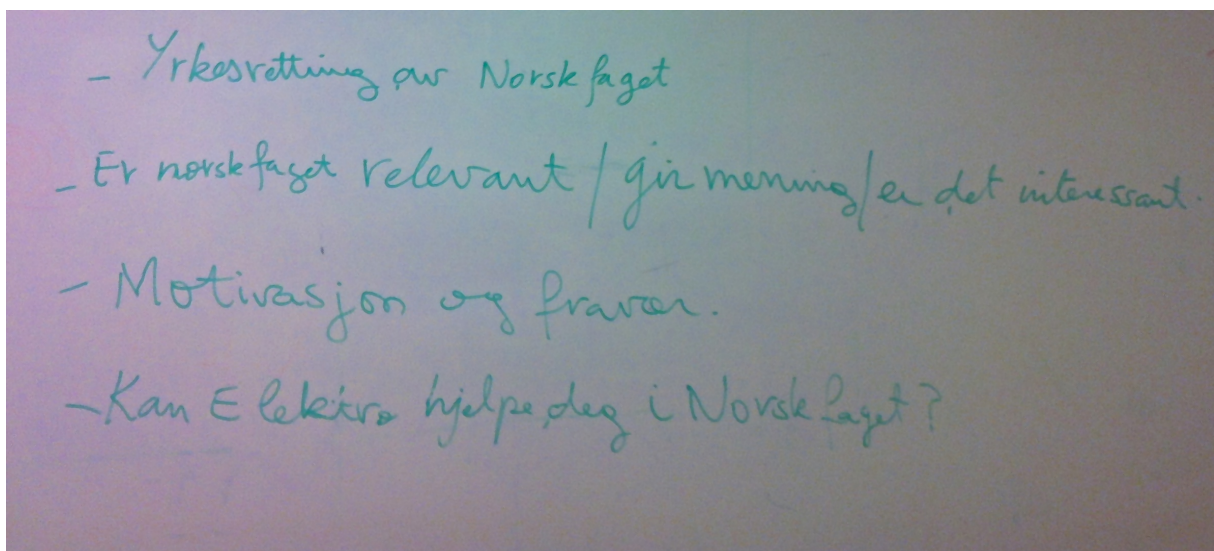 - Yrkesretting av Norskfaget
- Er norskfaget relevant / gir mening / er det interessant.
- Motivasjon og fravær.
- Kan Elektro hjelpe deg i Norskfaget?